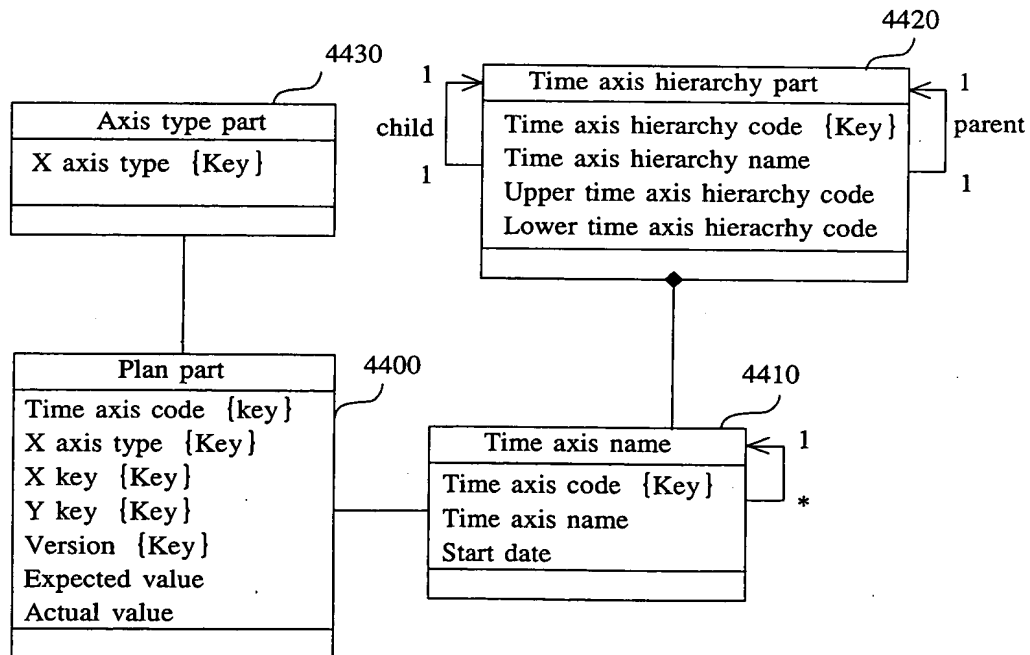 4430
Axis type part
X axis type {Key}
4420
Time axis hierarchy part
Time axis hierarchy code {Key}
Time axis hierarchy name
Upper time axis hierarchy code
Lower time axis hieracrhy code
1
child
1
1
parent
1
4400
Plan part
Time axis code {key}
X axis type {Key}
X key {Key}
Y key {Key}
Version {Key}
Expected value
Actual value
4410
Time axis name
Time axis code {Key}
Time axis name
Start date
1
*